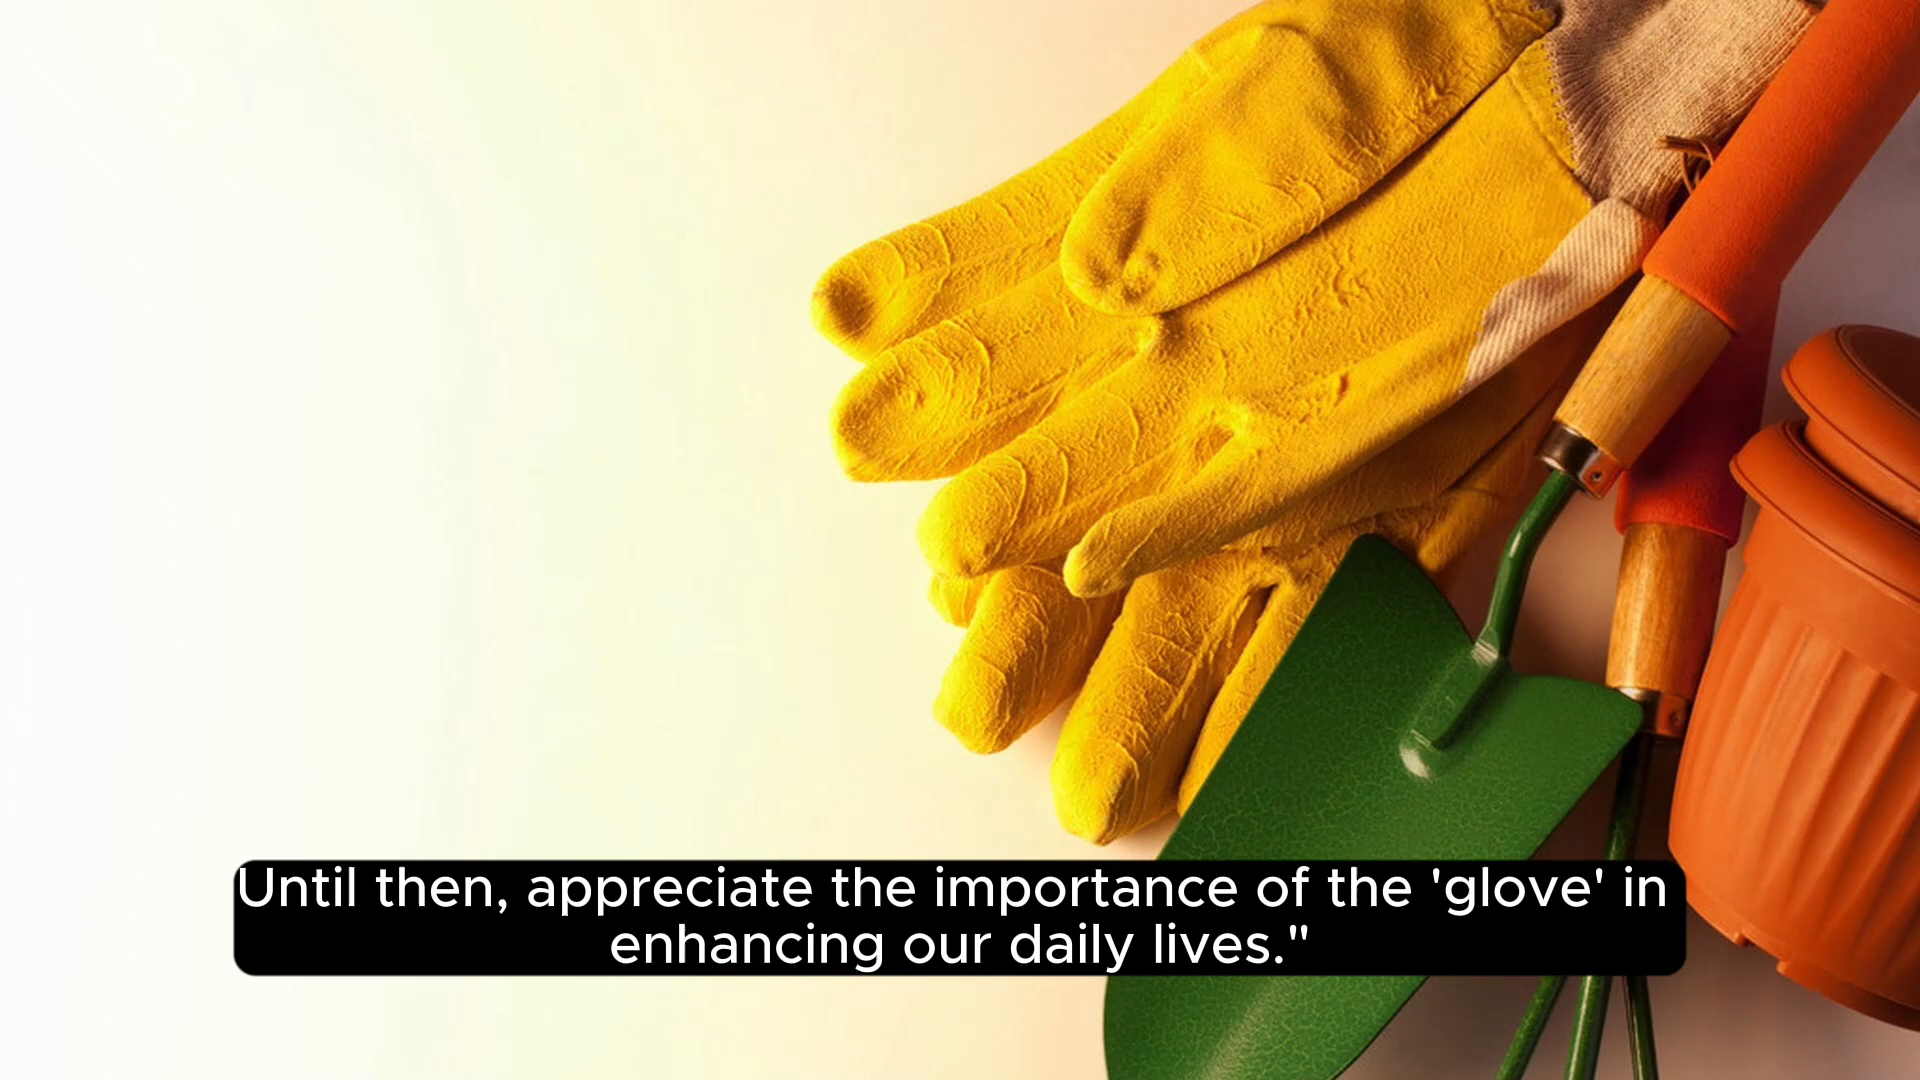 Until then, appreciate the importance of the 'glove' in
enhancing our daily lives."